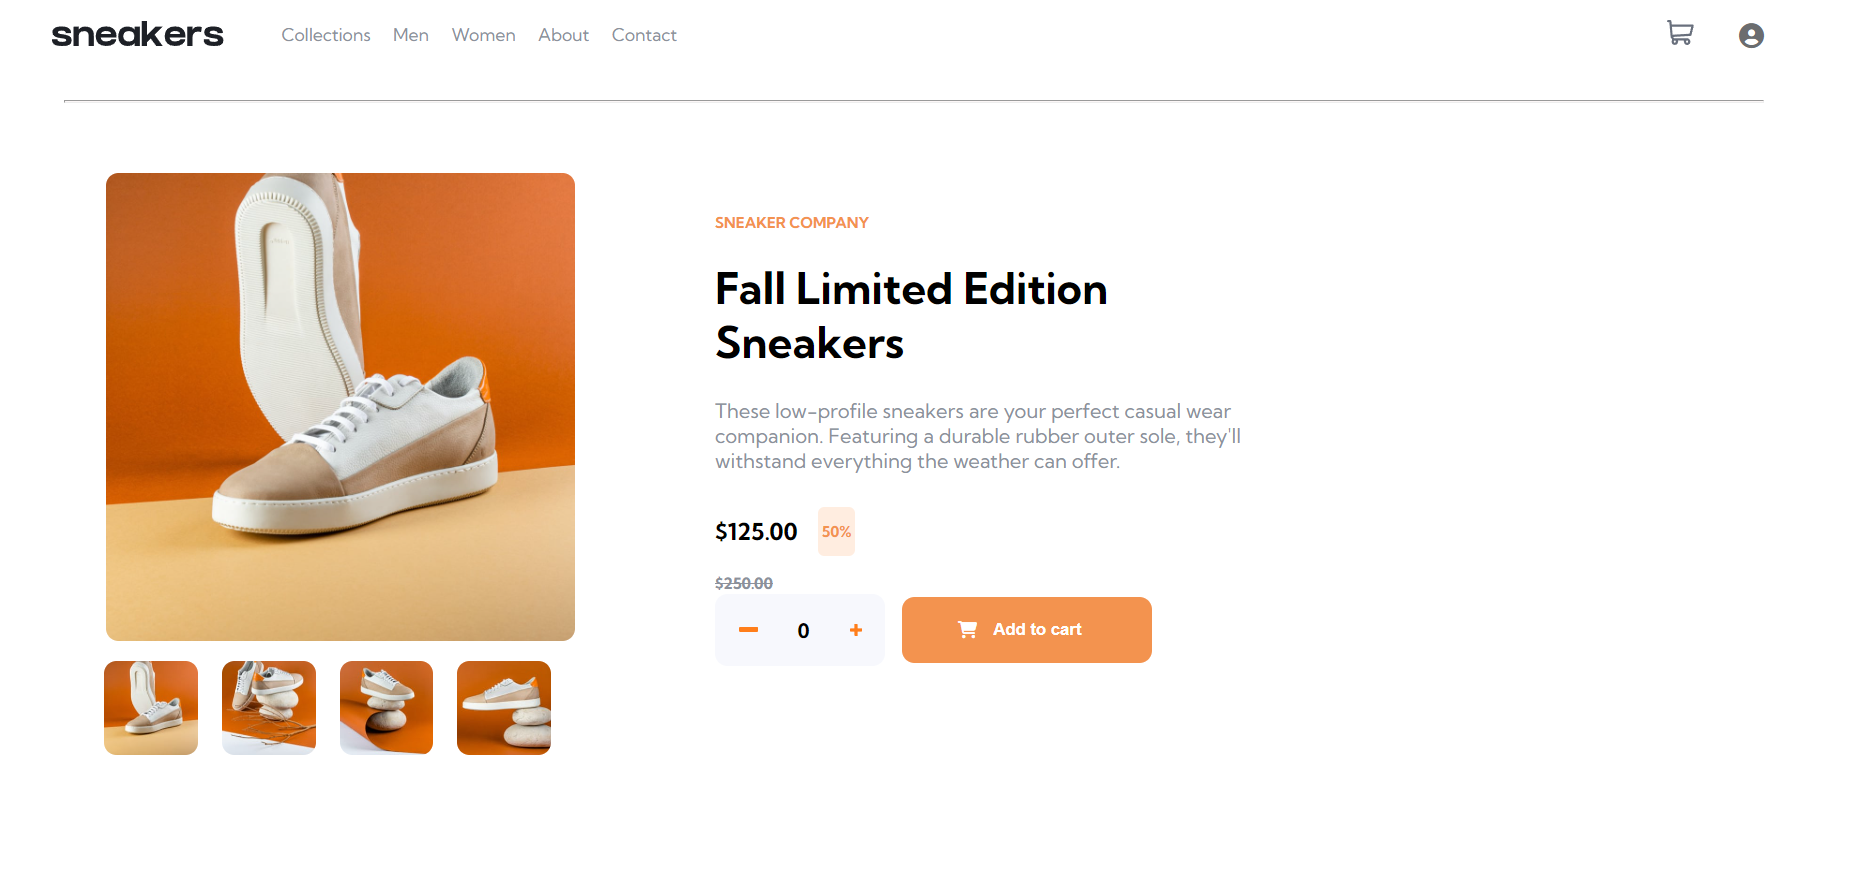 sneakers
Collections Men Women About Contact
SNEAKER COMPANY
Fall Limited Edition
Sneakers
These low-profile sneakers are your perfect casual wear
companion. Featuring a durable rubber outer sole, they'll
withstand everything the weather can offer.
$125.00 50%
$250.00
0 Add to cart